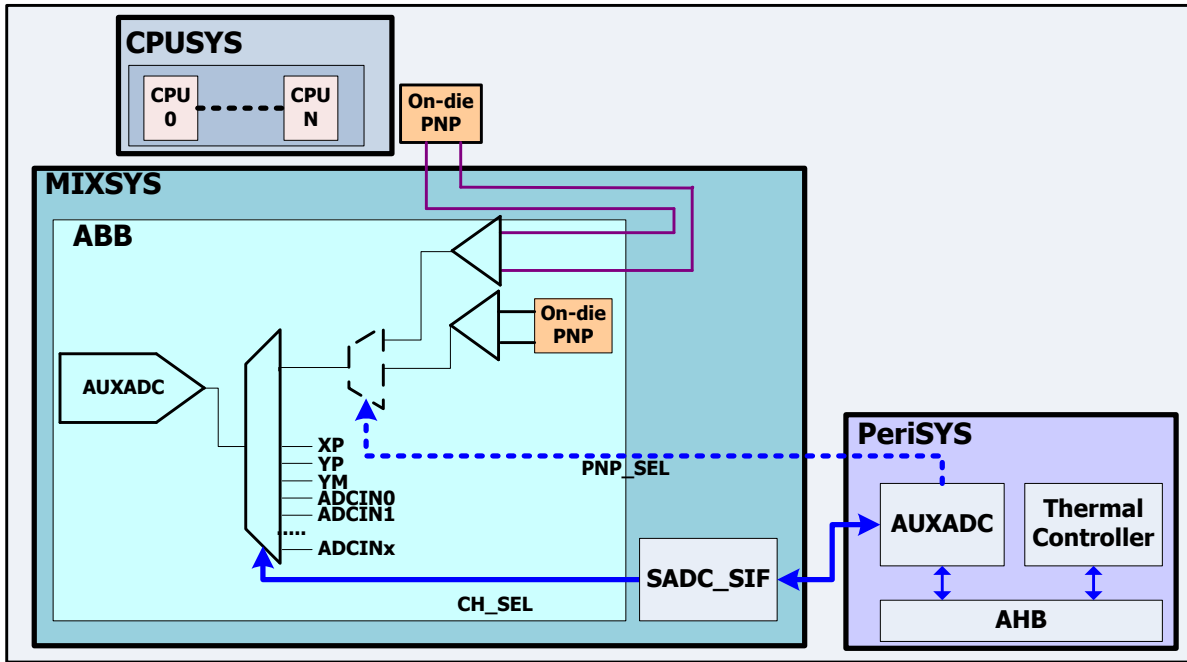 CPUSYS
CPU
0
CPU
N
On-die
PNP
MIXSYS
ABB
On-die
PNP
AUXADC
XP
YP
YM
ADCIN0
ADCIN1
.....
ADCINx
PNP_SEL
CH_SEL
SADC_SIF
PeriSYS
AUXADC
Thermal
Controller
AHB